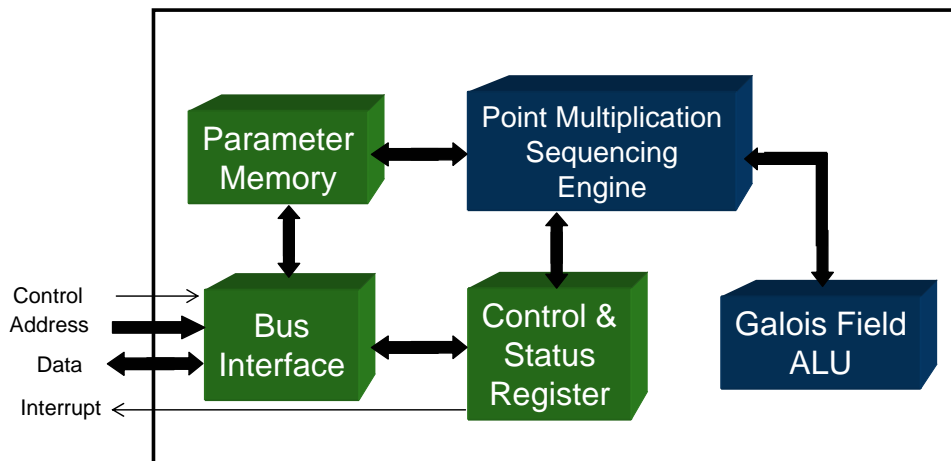 Parameter
Memory
Point Multiplication
Sequencing
Engine
Control
Address
Data
Interrupt
Bus
Interface
Control &
Status
Register
Galois Field
ALU